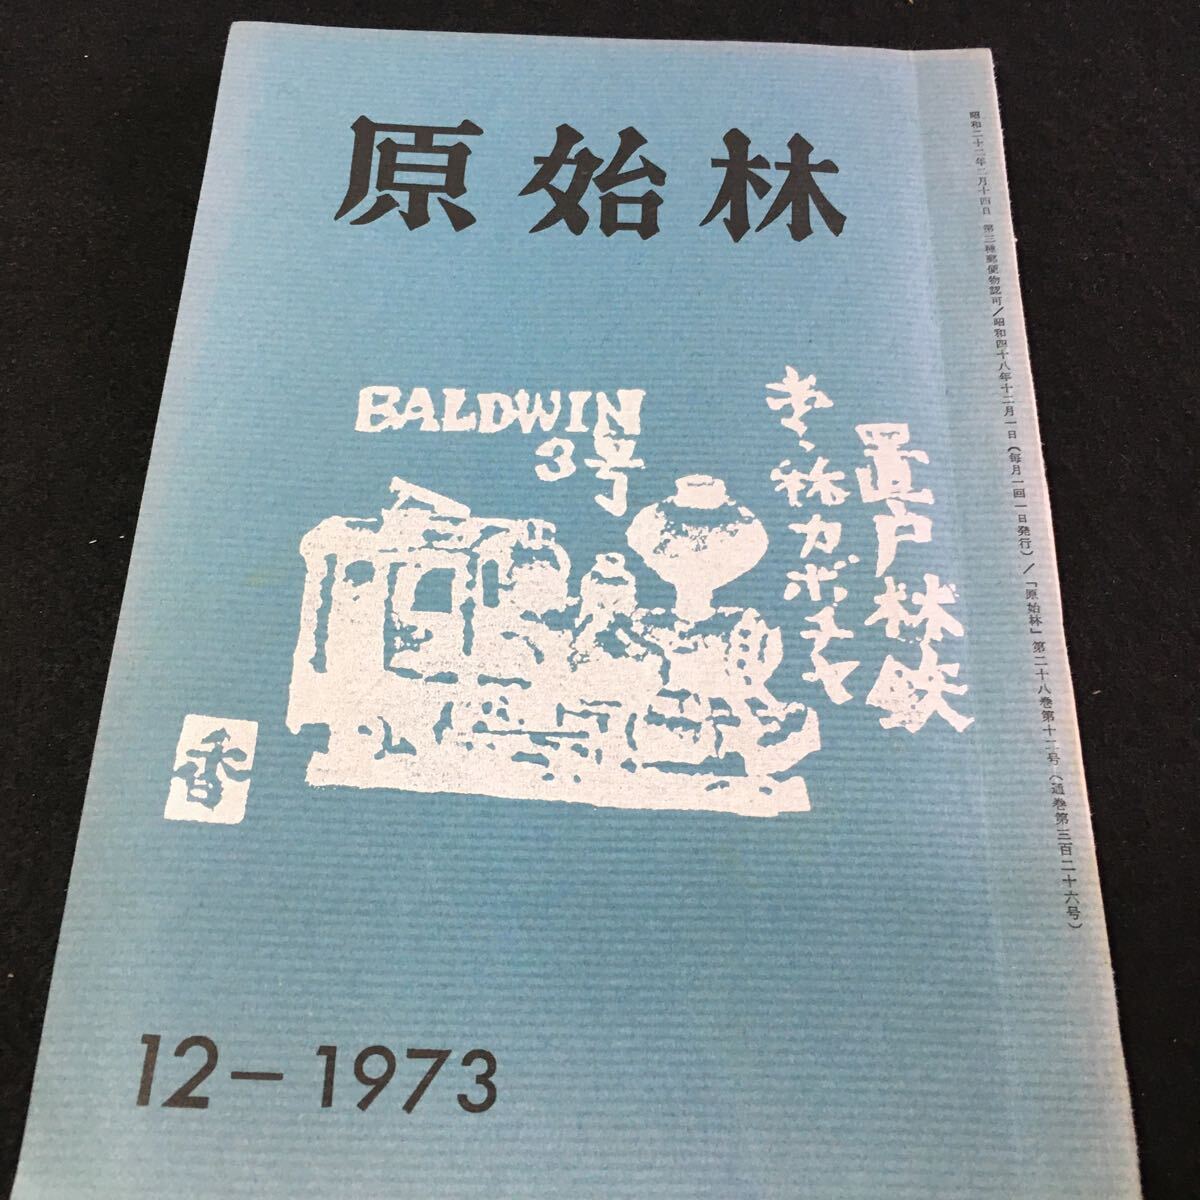 原始林
BALDWIN
3号
置戸林鉄
カボチャ
香
12-1973
昭和二十二年二月十四日 第三種郵便物認可/昭和四十八年十二月一日(毎月一回一日発行)/「原始林」第二十八巻第十二号(通巻第三百二十六号)